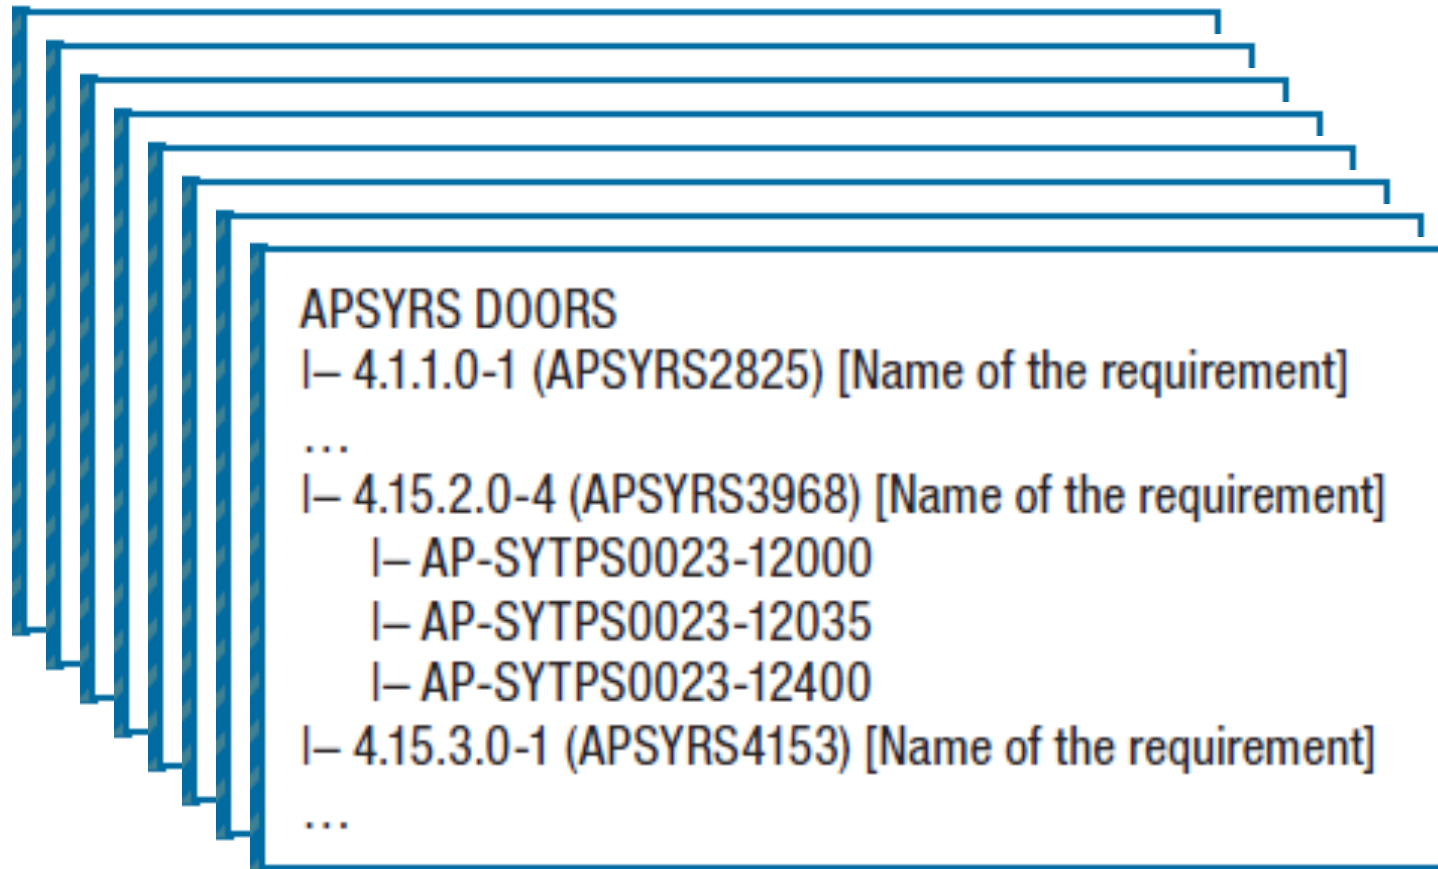 APSYRS DOORS
|– 4.1.1.0-1 (APSYRS2825) [Name of the requirement]
…
|– 4.15.2.0-4 (APSYRS3968) [Name of the requirement]
|– AP-SYTPS0023-12000
|– AP-SYTPS0023-12035
|– AP-SYTPS0023-12400
|– 4.15.3.0-1 (APSYRS4153) [Name of the requirement]
…